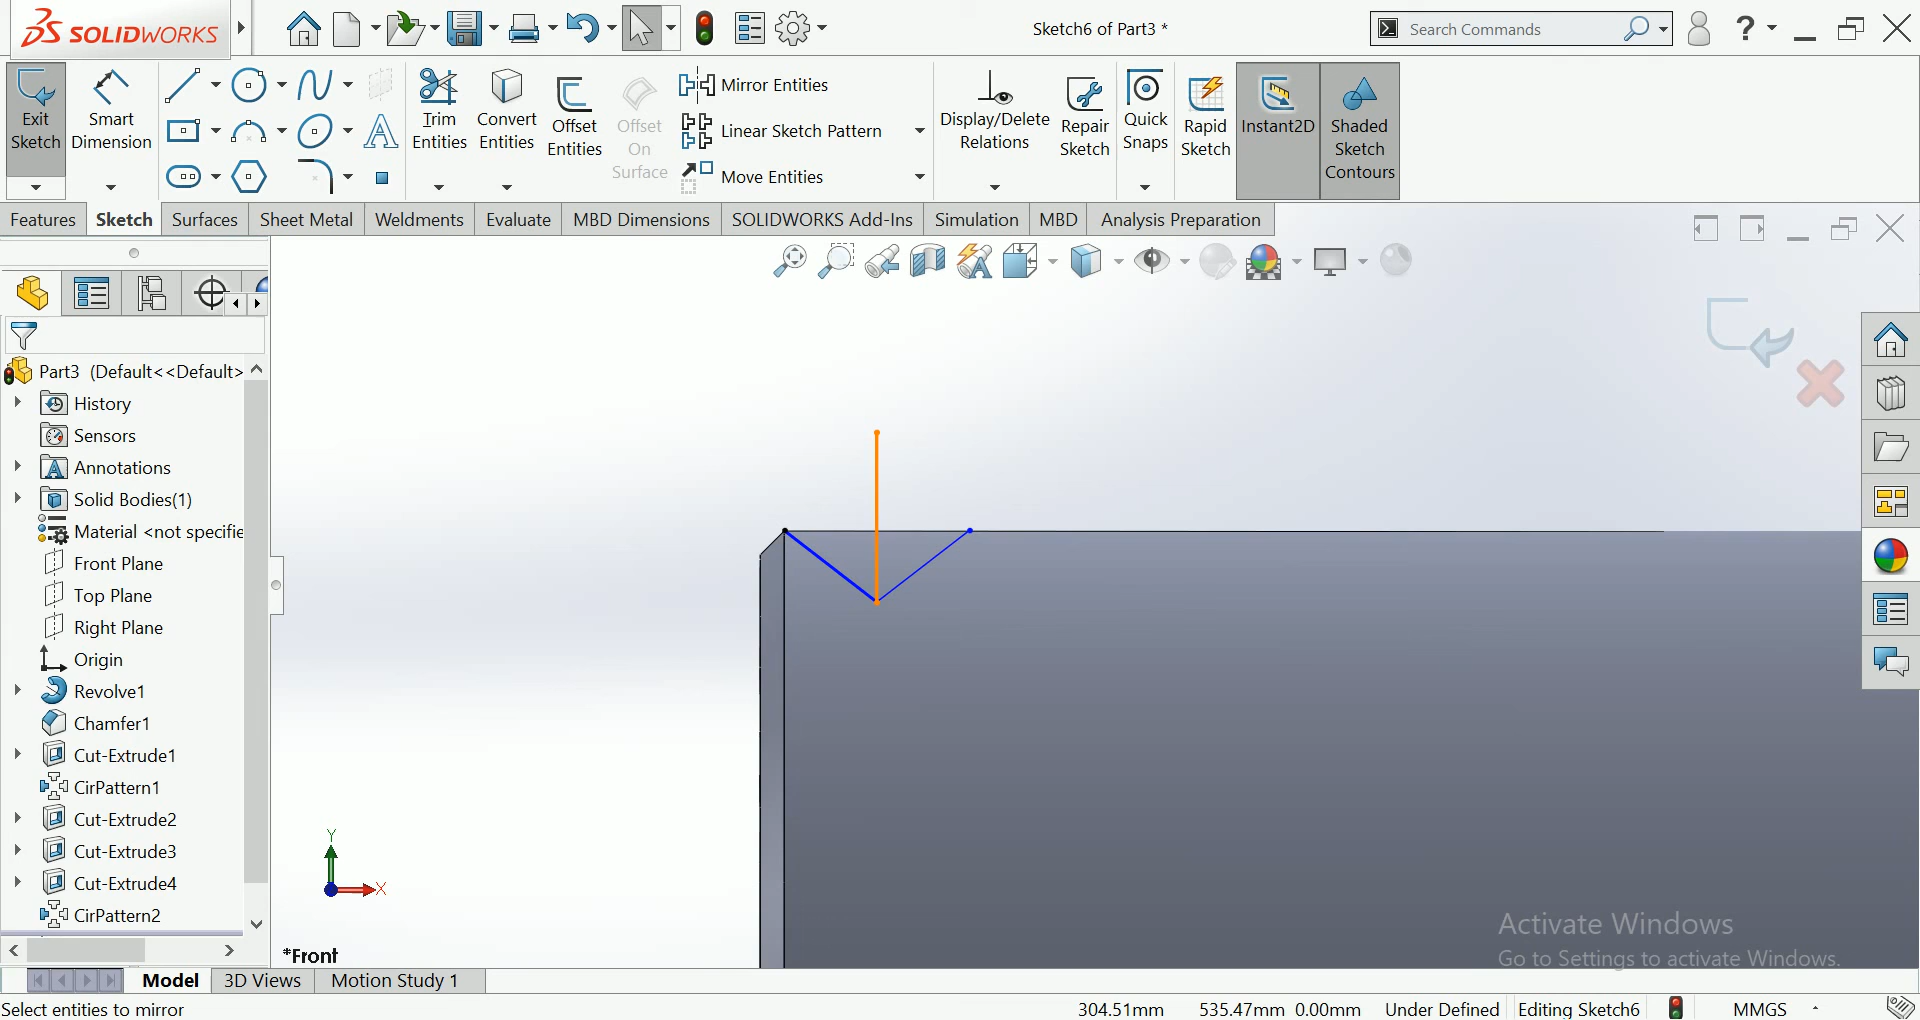 SOLIDWORKS
Sketch6 of Part3 *
Search Commands
?
Exit Sketch
Smart Dimension
Trim Entities
Convert Entities
Offset Entities
Offset On Surface
Mirror Entities
Linear Sketch Pattern
Move Entities
Display/Delete Relations
Repair Sketch
Quick Snaps
Rapid Sketch
Instant2D
Shaded Sketch Contours
Features
Sketch
Surfaces
Sheet Metal
Weldments
Evaluate
MBD Dimensions
SOLIDWORKS Add-Ins
Simulation
MBD
Analysis Preparation
Part3 (Default<<Default>
History
Sensors
Annotations
Solid Bodies(1)
Material <not specifie
Front Plane
Top Plane
Right Plane
Origin
Revolve1
Chamfer1
Cut-Extrude1
CirPattern1
Cut-Extrude2
Cut-Extrude3
Cut-Extrude4
CirPattern2
Y
X
*Front
Activate Windows
Go to Settings to activate Windows.
Model
3D Views
Motion Study 1
Select entities to mirror
304.51mm
535.47mm 0.00mm
Under Defined
Editing Sketch6
MMGS